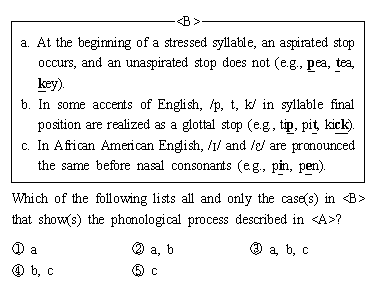 <B>
a. At the beginning of a stressed syllable, an aspirated stop
occurs, and an unaspirated stop does not (e.g., pea, tea,
key).
b. In some accents of English, /p, t, k/ in syllable final
position are realized as a glottal stop (e.g., tip, pit, kick).
c. In African American English, /ɪ/ and /ɛ/ are pronounced
the same before nasal consonants (e.g., pin, pen).
Which of the following lists all and only the case(s) in <B>
that show(s) the phonological process described in <A>?
① a ② a, b ③ a, b, c
④ b, c ⑤ c